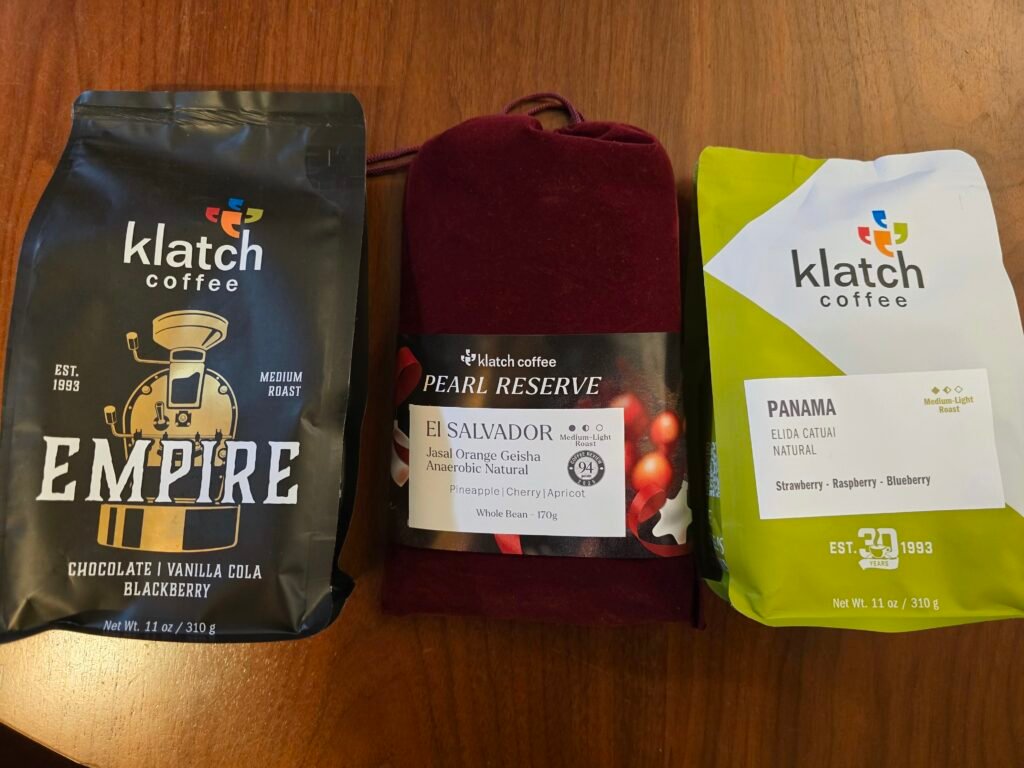 klatch
coffee
EST.
1993
MEDIUM
ROAST
EMPIRE
CHOCOLATE | VANILLA COLA
BLACKBERRY
Net Wt. 11 oz / 310 g
klatch coffee
PEARL RESERVE
El SALVADOR
Medium-Light
Roast
Jasal Orange Geisha
Anaerobic Natural
COFFEE REVIEW
94
Pineapple | Cherry | Apricot
Whole Bean – 170g
klatch
coffee
PANAMA
Medium-Light
Roast
ELIDA CATUAI
NATURAL
Strawberry - Raspberry - Blueberry
EST. 30 1993
YEARS
Net Wt. 11 oz / 310 g